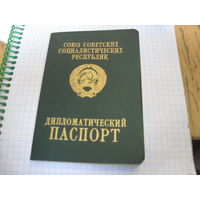 СОЮЗ СОВЕТСКИХ
СОЦИАЛИСТИЧЕСКИХ
РЕСПУБЛИК
ДИПЛОМАТИЧЕСКИЙ
ПАСПОРТ